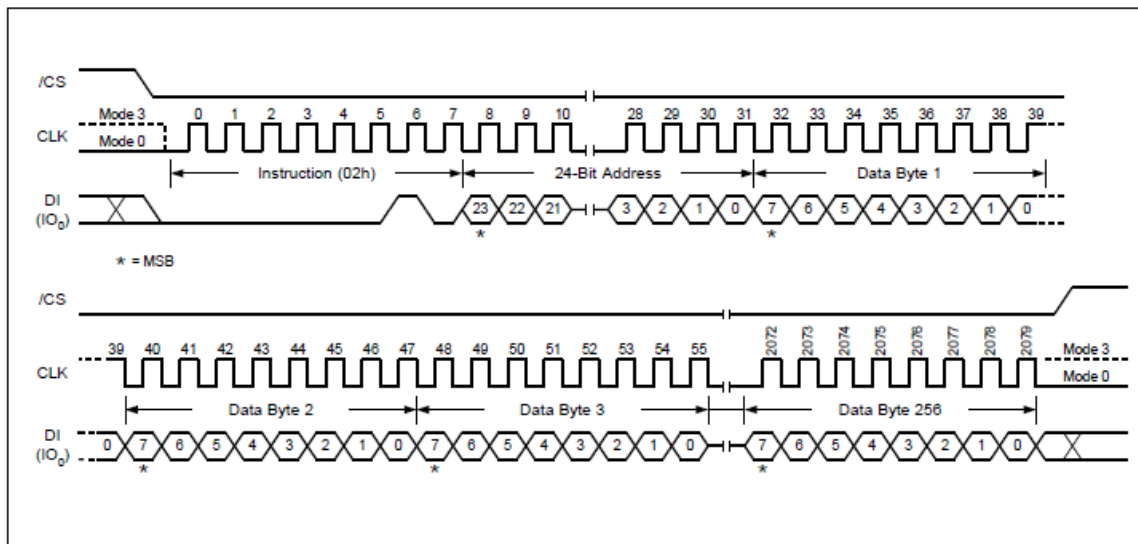 /CS
Mode 3 0 1 2 3 4 5 6 7 8 9 10 28 29 30 31 32 33 34 35 36 37 38 39
CLK
Mode 0
Instruction (02h) 24-Bit Address Data Byte 1
DI
(IO0) 23 22 21 3 2 1 0 7 6 5 4 3 2 1 0
* *
* = MSB
/CS
39 40 41 42 43 44 45 46 47 48 49 50 51 52 53 54 55 2072 2073 2074 2075 2076 2077 2078 2079 Mode 3
CLK
Mode 0
Data Byte 2 Data Byte 3 Data Byte 256
DI
(IO0) 0 7 6 5 4 3 2 1 0 7 6 5 4 3 2 1 0 7 6 5 4 3 2 1 0
* * *